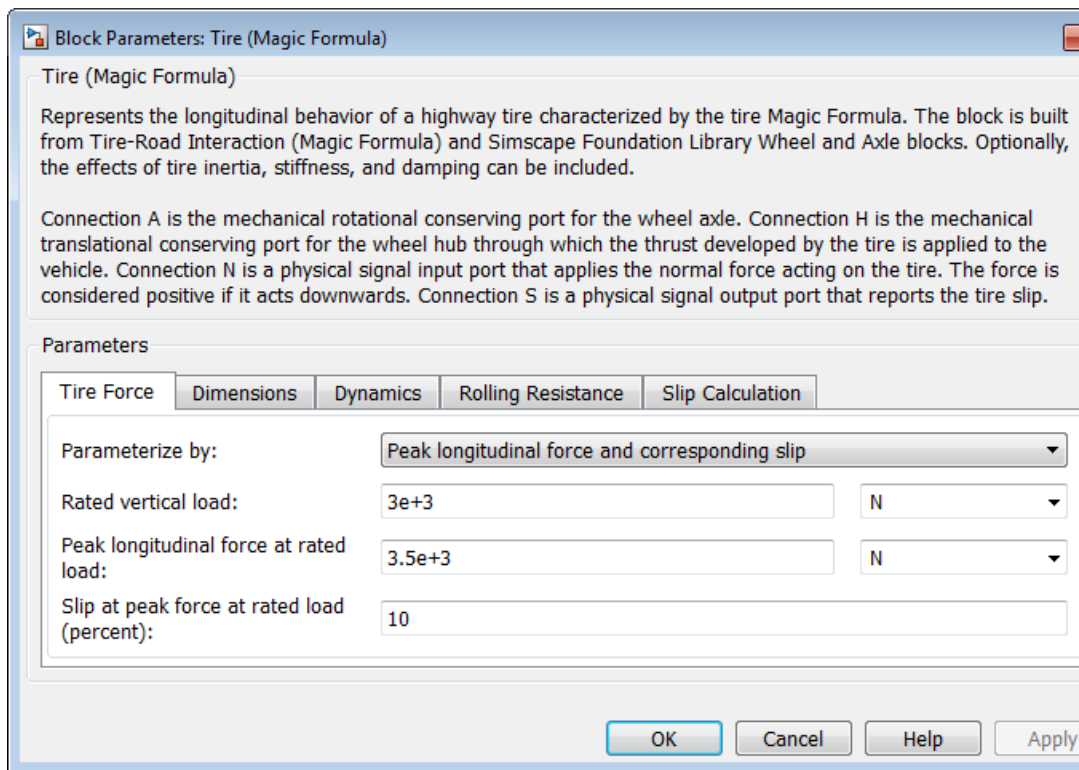 Block Parameters: Tire (Magic Formula)
Tire (Magic Formula)
Represents the longitudinal behavior of a highway tire characterized by the tire Magic Formula. The block is built
from Tire-Road Interaction (Magic Formula) and Simscape Foundation Library Wheel and Axle blocks. Optionally,
the effects of tire inertia, stiffness, and damping can be included.
Connection A is the mechanical rotational conserving port for the wheel axle. Connection H is the mechanical
translational conserving port for the wheel hub through which the thrust developed by the tire is applied to the
vehicle. Connection N is a physical signal input port that applies the normal force acting on the tire. The force is
considered positive if it acts downwards. Connection S is a physical signal output port that reports the tire slip.
Parameters
Tire Force Dimensions Dynamics Rolling Resistance Slip Calculation
Parameterize by: Peak longitudinal force and corresponding slip
Rated vertical load: 3e+3 N
Peak longitudinal force at rated
load: 3.5e+3 N
Slip at peak force at rated load
(percent): 10
OK Cancel Help Apply